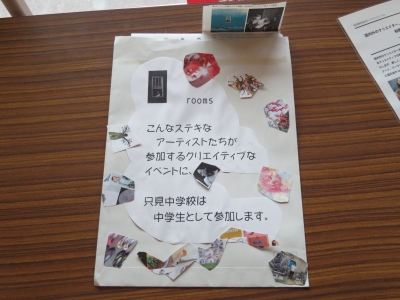 rooms
こんなステキな
アーティストたちが
参加するクリエイティブな
イベントに、
只見中学校は
中学生として参加します。